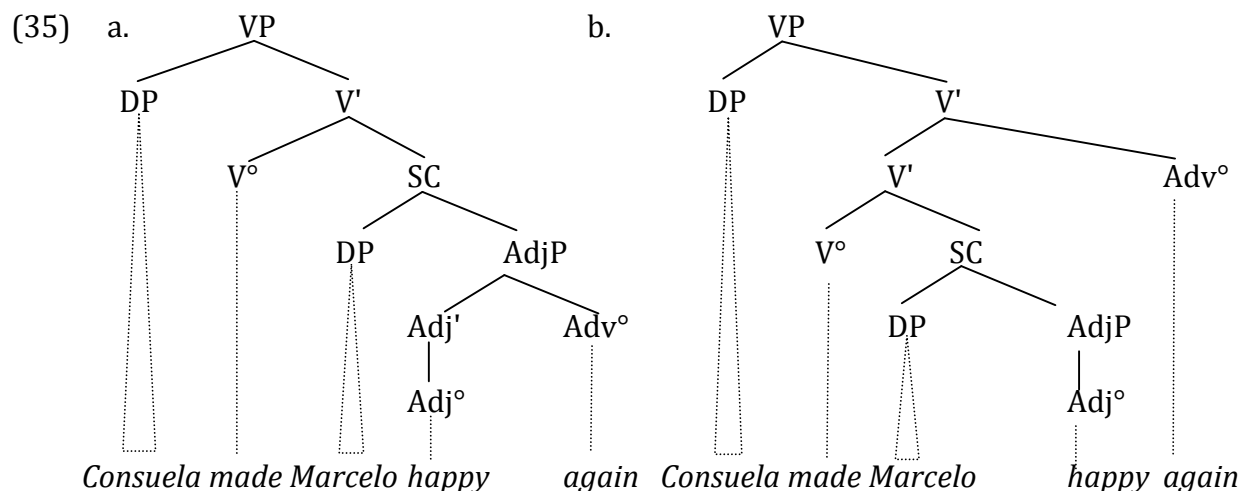 (35) a. VP b. VP
DP V' DP V'
V° SC V' Adv°
DP AdjP V° SC
Adj' Adv° DP AdjP
Adj° Adj°
Consuela made Marcelo happy again Consuela made Marcelo happy again